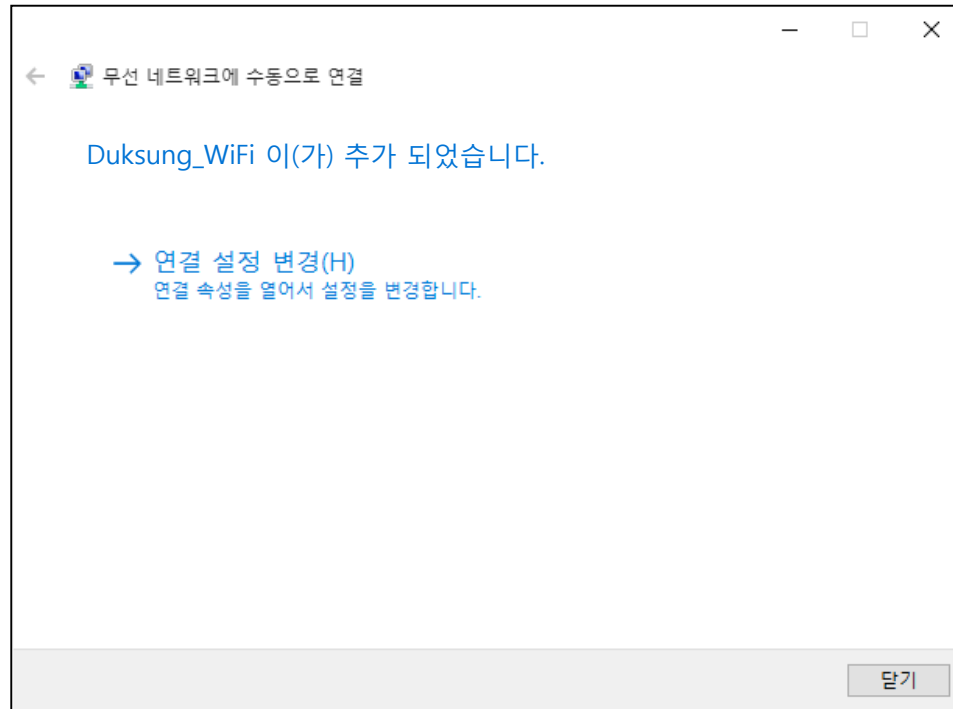 무선 네트워크에 수동으로 연결
Duksung_WiFi 이(가) 추가 되었습니다.
→ 연결 설정 변경(H)
연결 속성을 열어서 설정을 변경합니다.
닫기